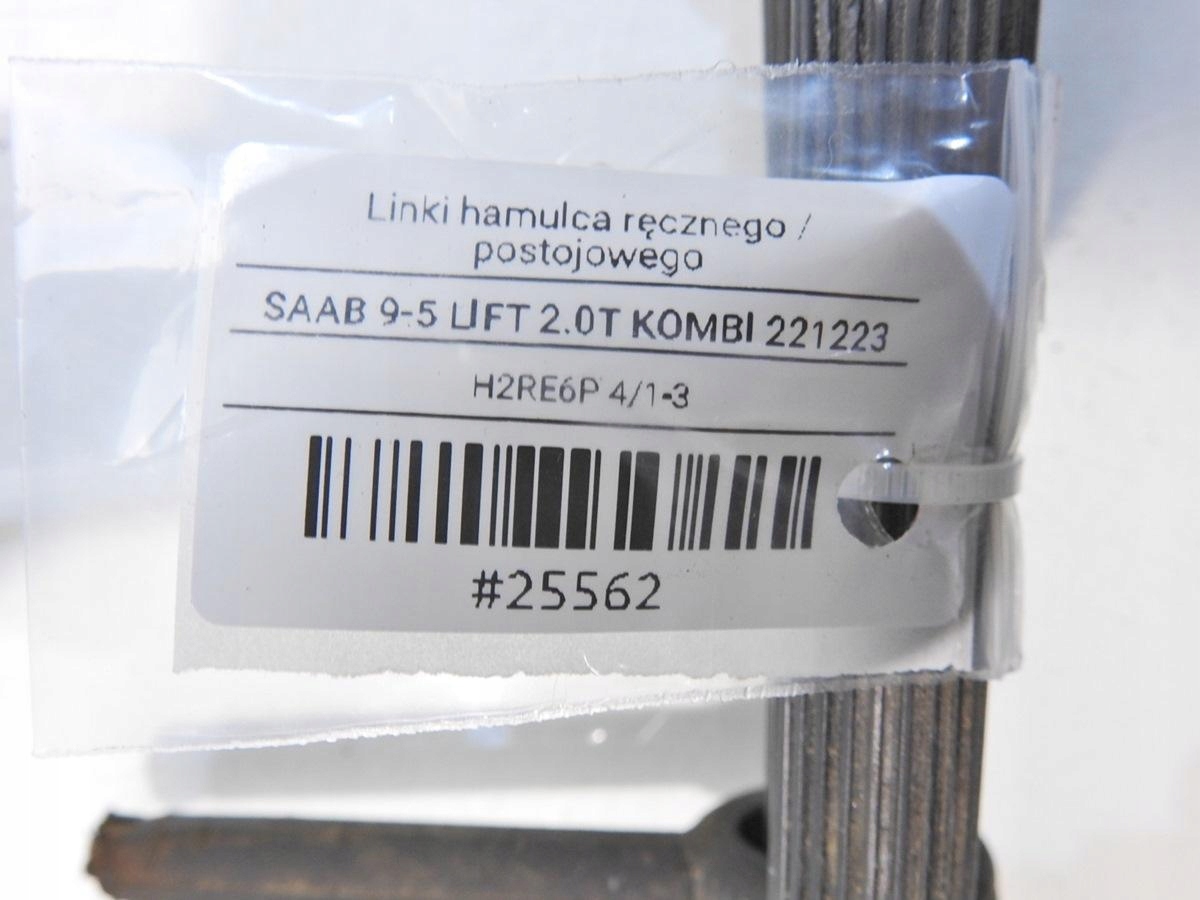 Linki hamulca ręcznego /
postojowego
SAAB 9-5 LIFT 2.0T KOMBI 221223
H2RE6P 4/1-3
#25562